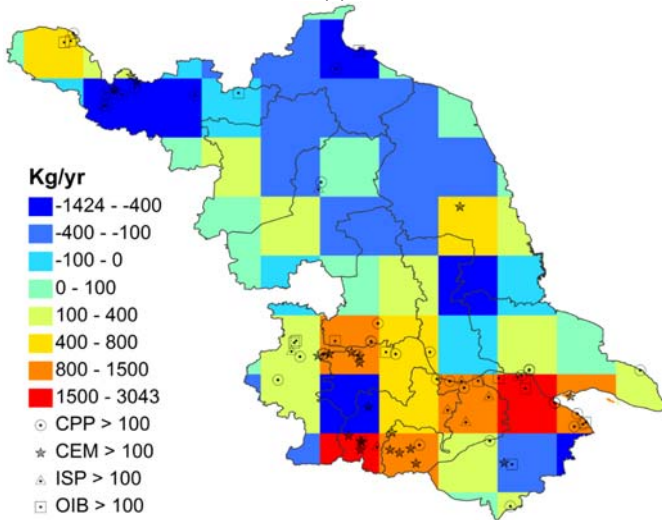 Kg/yr
-1424 - -400
-400 - -100
-100 - 0
0 - 100
100 - 400
400 - 800
800 - 1500
1500 - 3043
CPP > 100
CEM > 100
ISP > 100
OIB > 100